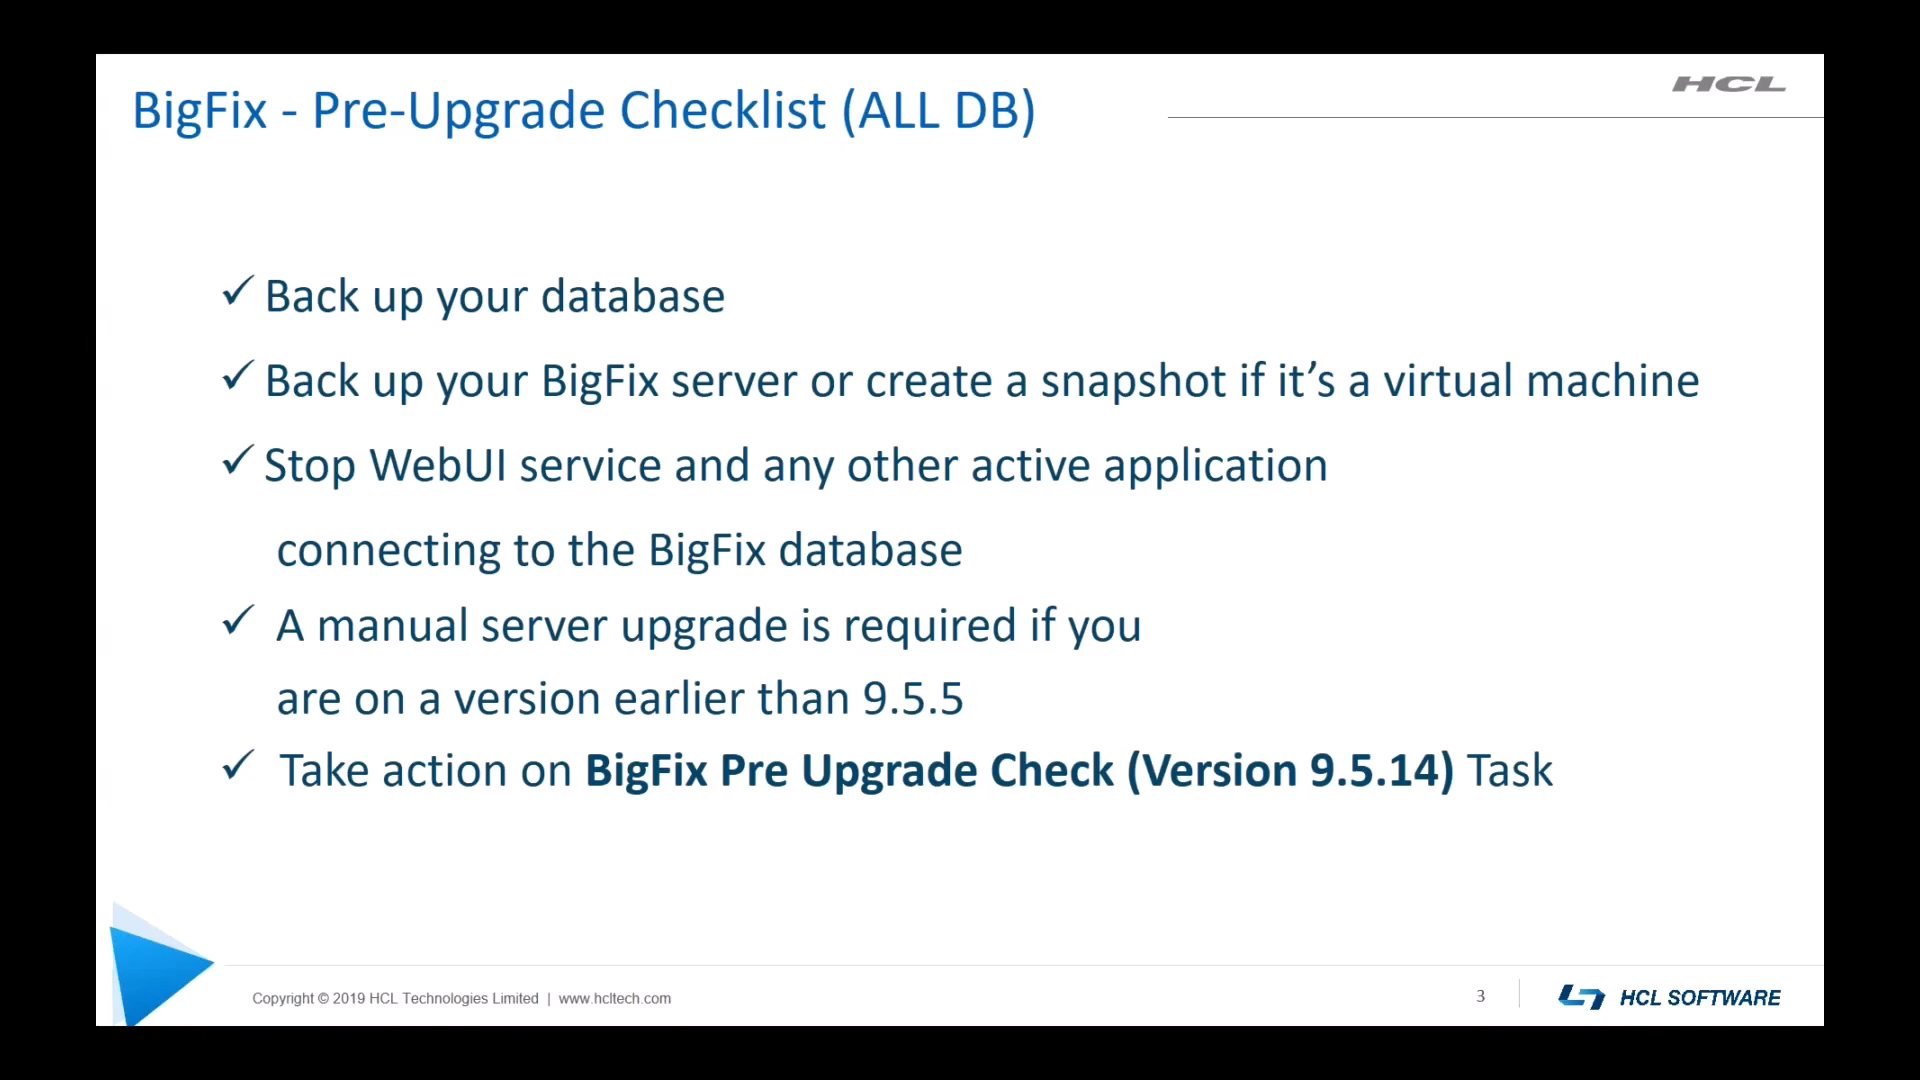 BigFix - Pre-Upgrade Checklist (ALL DB)
HCL
✓ Back up your database
✓ Back up your BigFix server or create a snapshot if it’s a virtual machine
✓ Stop WebUI service and any other active application
connecting to the BigFix database
✓ A manual server upgrade is required if you
are on a version earlier than 9.5.5
✓ Take action on BigFix Pre Upgrade Check (Version 9.5.14) Task
Copyright © 2019 HCL Technologies Limited | www.hcltech.com
3
HCL SOFTWARE